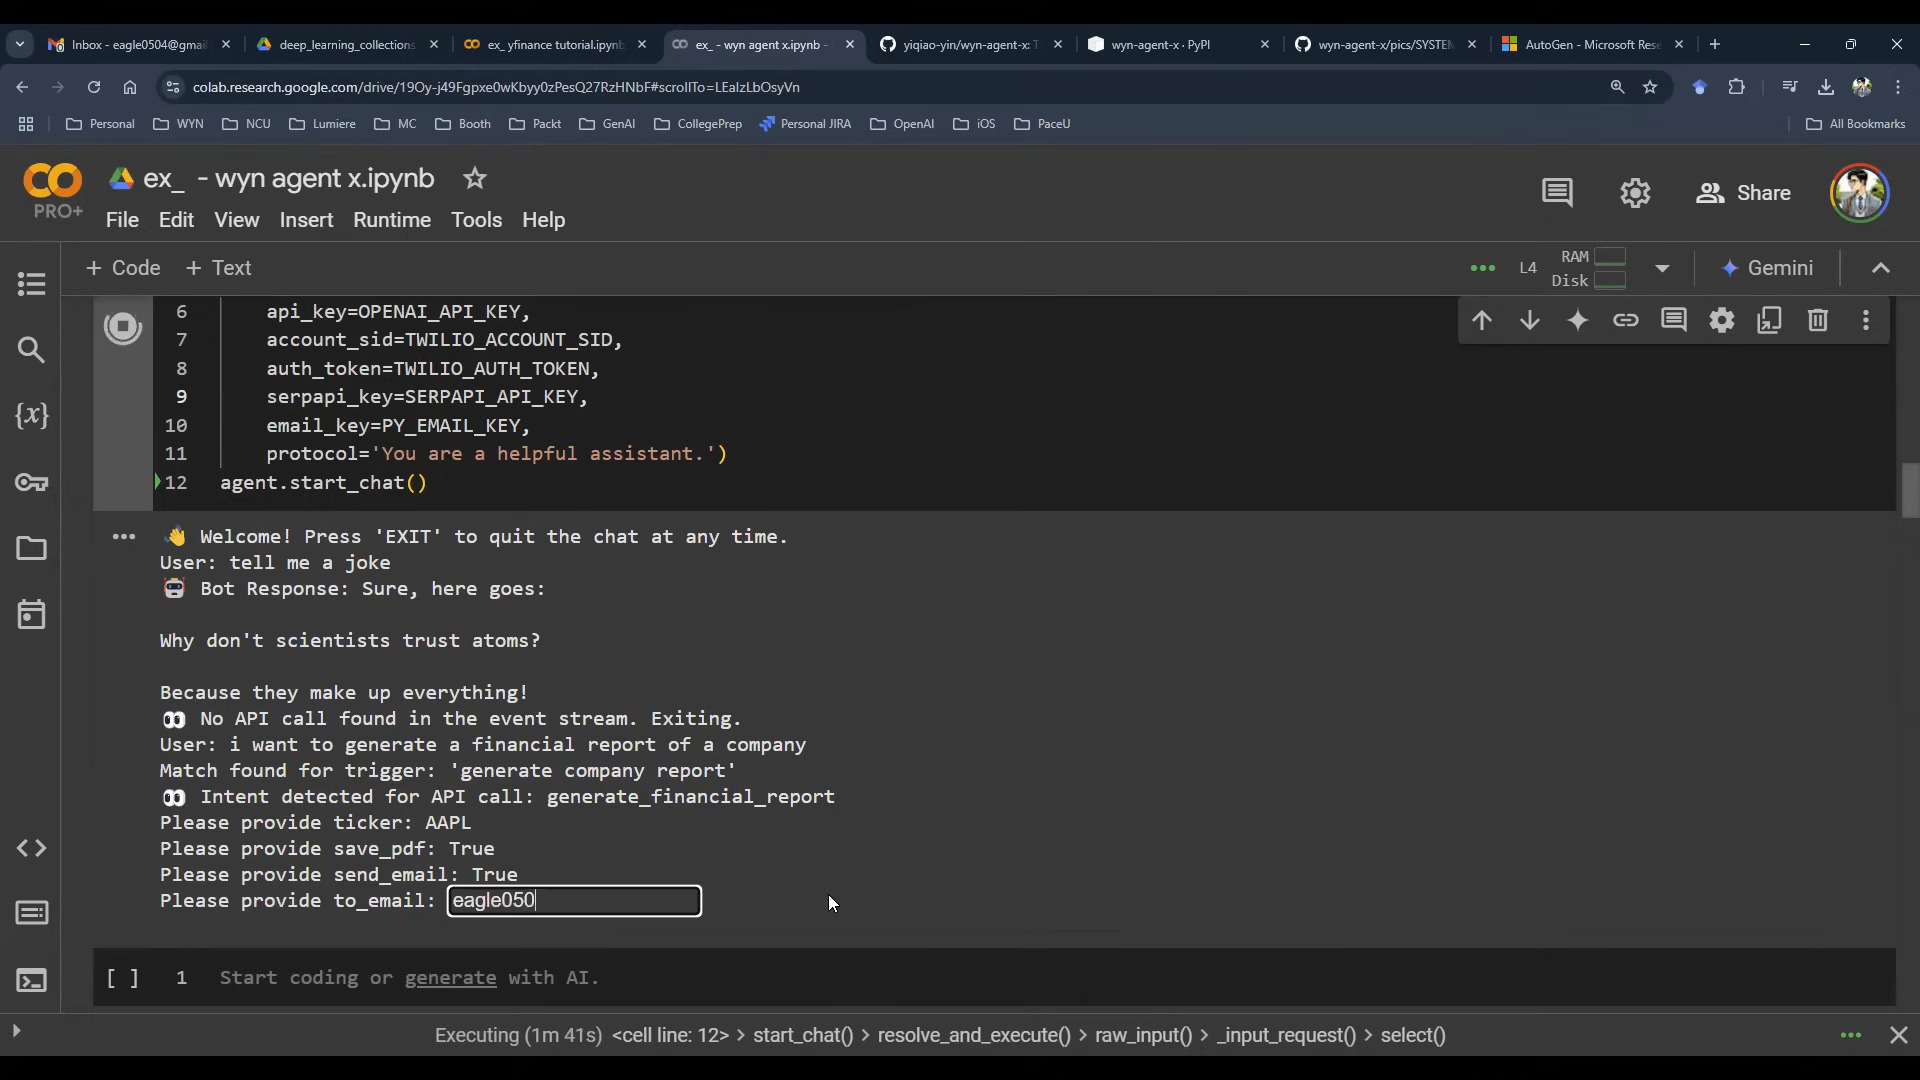 Inbox - eagle0504@gmai
deep_learning_collections
ex_ yfinance tutorial.ipynb
ex_ - wyn agent x.ipynb -
yiqiao-yin/wyn-agent-x: T
wyn-agent-x · PyPI
wyn-agent-x/pics/SYSTEM
AutoGen - Microsoft Rese
colab.research.google.com/drive/19Oy-j49Fgpxe0wKbyy0zPesQ27RzHNbF#scrollTo=LEaIzLbOsyVn
Personal
WYN
NCU
Lumiere
MC
Booth
Packt
GenAI
CollegePrep
Personal JIRA
OpenAI
iOS
PaceU
All Bookmarks
PRO+
ex_ - wyn agent x.ipynb
File Edit View Insert Runtime Tools Help
Share
+ Code + Text
L4
RAM
Disk
Gemini
6 api_key=OPENAI_API_KEY,
7 account_sid=TWILIO_ACCOUNT_SID,
8 auth_token=TWILIO_AUTH_TOKEN,
9 serpapi_key=SERPAPI_API_KEY,
10 email_key=PY_EMAIL_KEY,
11 protocol='You are a helpful assistant.')
12 agent.start_chat()
👋 Welcome! Press 'EXIT' to quit the chat at any time.
User: tell me a joke
🤖 Bot Response: Sure, here goes:
Why don't scientists trust atoms?
Because they make up everything!
👀 No API call found in the event stream. Exiting.
User: i want to generate a financial report of a company
Match found for trigger: 'generate company report'
👀 Intent detected for API call: generate_financial_report
Please provide ticker: AAPL
Please provide save_pdf: True
Please provide send_email: True
Please provide to_email: eagle050
[ ] 1 Start coding or generate with AI.
Executing (1m 41s) <cell line: 12> > start_chat() > resolve_and_execute() > raw_input() > _input_request() > select()